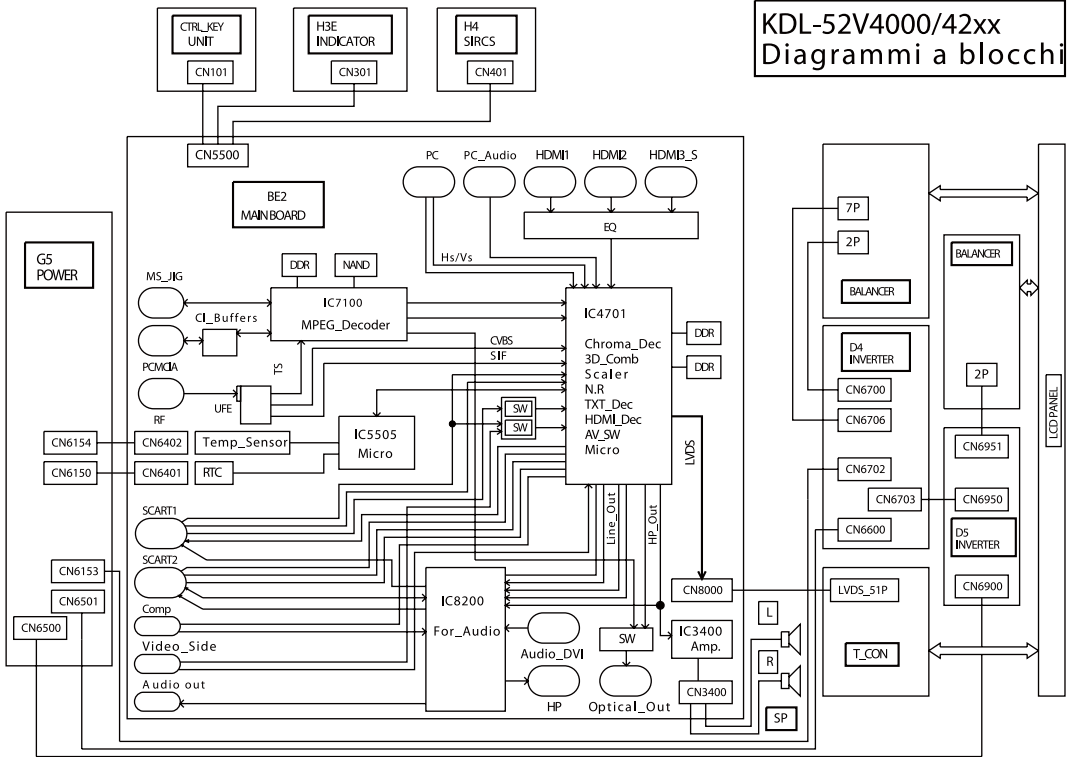 KDL-52V4000/42xx
Diagrammi a blocchi
CTRL_KEY
UNIT
CN101
H3E
INDICATOR
CN301
H4
SIRCS
CN401
CN5500
BE2
MAIN BOARD
PC
PC_Audio
HDMI1
HDMI2
HDMI3_S
EQ
Hs/Vs
G5
POWER
MS_JIG
CI_Buffers
PCMCIA
RF
UFE
TS
DDR
NAND
IC7100
MPEG_Decoder
CVBS
SIF
IC4701
Chroma_Dec
3D_Comb
Scaler
N.R
TXT_Dec
HDMI_Dec
AV_SW
Micro
DDR
DDR
SW
SW
LVDS
CN6154
CN6402
Temp_Sensor
IC5505
Micro
CN6150
CN6401
RTC
SCART1
SCART2
Comp
Video_Side
Audio out
CN6153
CN6501
CN6500
Line_Out
HP_Out
IC8200
For_Audio
Audio_DVI
HP
SW
Optical_Out
CN8000
IC3400
Amp.
CN3400
L
R
SP
7P
2P
BALANCER
D4
INVERTER
CN6700
CN6706
CN6702
CN6703
CN6600
LVDS_51P
T_CON
BALANCER
2P
CN6951
CN6950
D5
INVERTER
CN6900
LCD PANEL